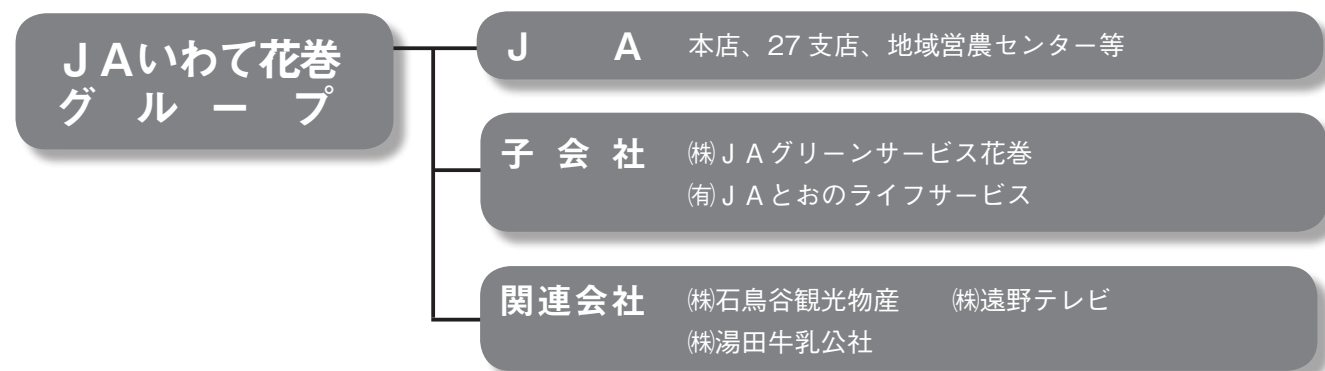 ＪＡいわて花巻
グループ
ＪＡ 本店、27支店、地域営農センター等
子会社 ㈱ＪＡグリーンサービス花巻
㈲ＪＡとおのライフサービス
関連会社 ㈱石鳥谷観光物産 ㈱遠野テレビ
㈱湯田牛乳公社